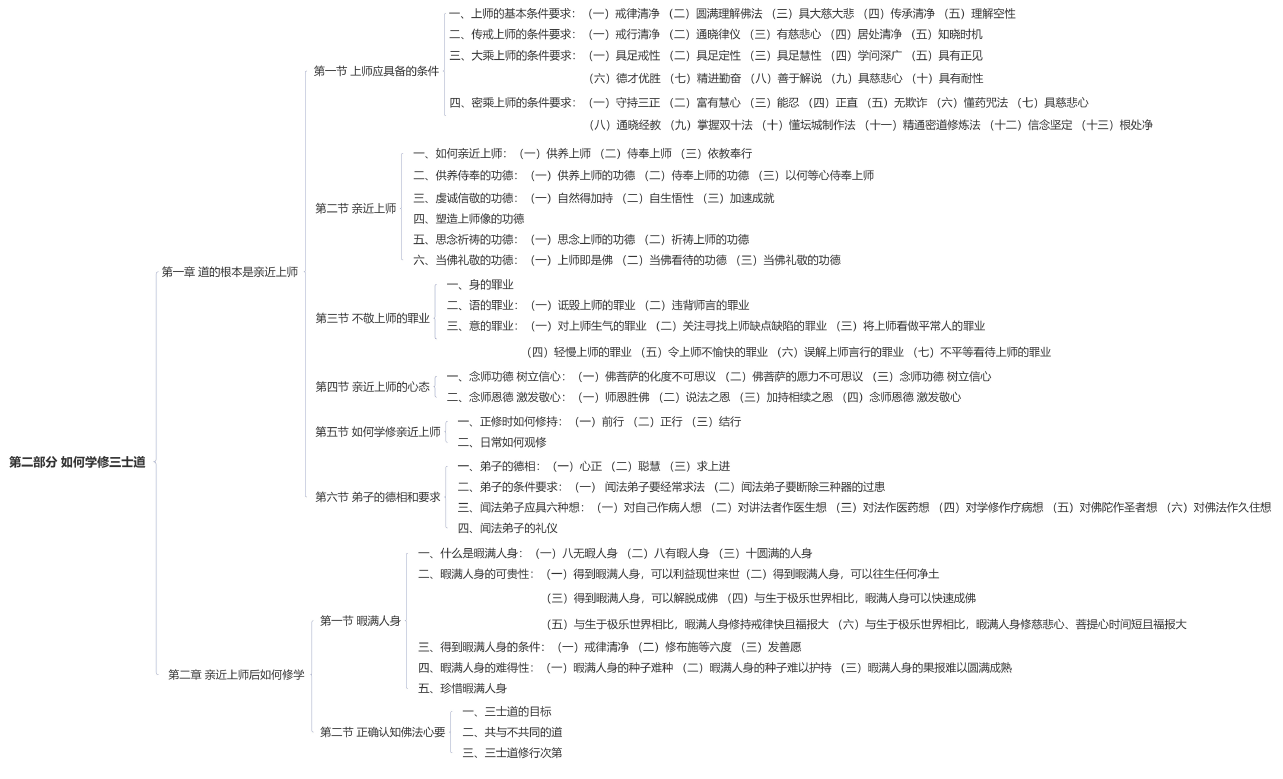 第二部分 如何学修三士道
第一章 道的根本是亲近上师
第一节 上师应具备的条件
一、上师的基本条件要求：（一）戒律清净 （二）圆满理解佛法 （三）具大慈大悲 （四）传承清净 （五）理解空性
二、传戒上师的条件要求：（一）戒行清净 （二）通晓律仪 （三）有慈悲心 （四）居处清净 （五）知晓时机
三、大乘上师的条件要求：（一）具足戒性 （二）具足定性 （三）具足慧性 （四）学问深广 （五）具有正见
（六）德才优胜 （七）精进勤奋 （八）善于解说 （九）具慈悲心 （十）具有耐性
四、密乘上师的条件要求：（一）守持三正 （二）富有慧心 （三）能忍 （四）正直 （五）无欺诈 （六）懂药咒法 （七）具慈悲心
（八）通晓经教 （九）掌握双十法 （十）懂坛城制作法 （十一）精通密道修炼法 （十二）信念坚定 （十三）根处净
第二节 亲近上师
一、如何亲近上师：（一）供养上师 （二）侍奉上师 （三）依教奉行
二、供养侍奉的功德：（一）供养上师的功德 （二）侍奉上师的功德 （三）以何等心侍奉上师
三、虔诚信敬的功德：（一）自然得加持 （二）自生悟性 （三）加速成就
四、塑造上师像的功德
五、思念祈祷的功德：（一）思念上师的功德 （二）祈祷上师的功德
六、当佛礼敬的功德：（一）上师即是佛 （二）当佛看待的功德 （三）当佛礼敬的功德
第三节 不敬上师的罪业
一、身的罪业
二、语的罪业：（一）诋毁上师的罪业 （二）违背师言的罪业
三、意的罪业：（一）对上师生气的罪业 （二）关注寻找上师缺点缺陷的罪业 （三）将上师看做平常人的罪业
（四）轻慢上师的罪业 （五）令上师不愉快的罪业 （六）误解上师言行的罪业 （七）不平等看待上师的罪业
第四节 亲近上师的心态
一、念师功德 树立信心：（一）佛菩萨的化度不可思议 （二）佛菩萨的愿力不可思议 （三）念师功德 树立信心
二、念师恩德 激发敬心：（一）师恩胜佛 （二）说法之恩 （三）加持相续之恩 （四）念师恩德 激发敬心
第五节 如何学修亲近上师
一、正修时如何修持：（一）前行 （二）正行 （三）结行
二、日常如何观修
第六节 弟子的德相和要求
一、弟子的德相：（一）心正 （二）聪慧 （三）求上进
二、弟子的条件要求：（一） 闻法弟子要经常求法 （二）闻法弟子要断除三种器的过患
三、闻法弟子应具六种想：（一）对自己作病人想 （二）对讲法者作医生想 （三）对法作医药想 （四）对学修作疗病想 （五）对佛陀作圣者想 （六）对佛法作久住想
四、闻法弟子的礼仪
第二章 亲近上师后如何修学
第一节 暇满人身
一、什么是暇满人身：（一）八无暇人身 （二）八有暇人身 （三）十圆满的人身
二、暇满人身的可贵性：（一）得到暇满人身，可以利益现世来世（二）得到暇满人身，可以往生任何净土
（三）得到暇满人身，可以解脱成佛 （四）与生于极乐世界相比，暇满人身可以快速成佛
（五）与生于极乐世界相比，暇满人身修持戒律快且福报大 （六）与生于极乐世界相比，暇满人身修慈悲心、菩提心时间短且福报大
三、得到暇满人身的条件：（一）戒律清净 （二）修布施等六度 （三）发善愿
四、暇满人身的难得性：（一）暇满人身的种子难种 （二）暇满人身的种子难以护持 （三）暇满人身的果报难以圆满成熟
五、珍惜暇满人身
第二节 正确认知佛法心要
一、三士道的目标
二、共与不共同的道
三、三士道修行次第